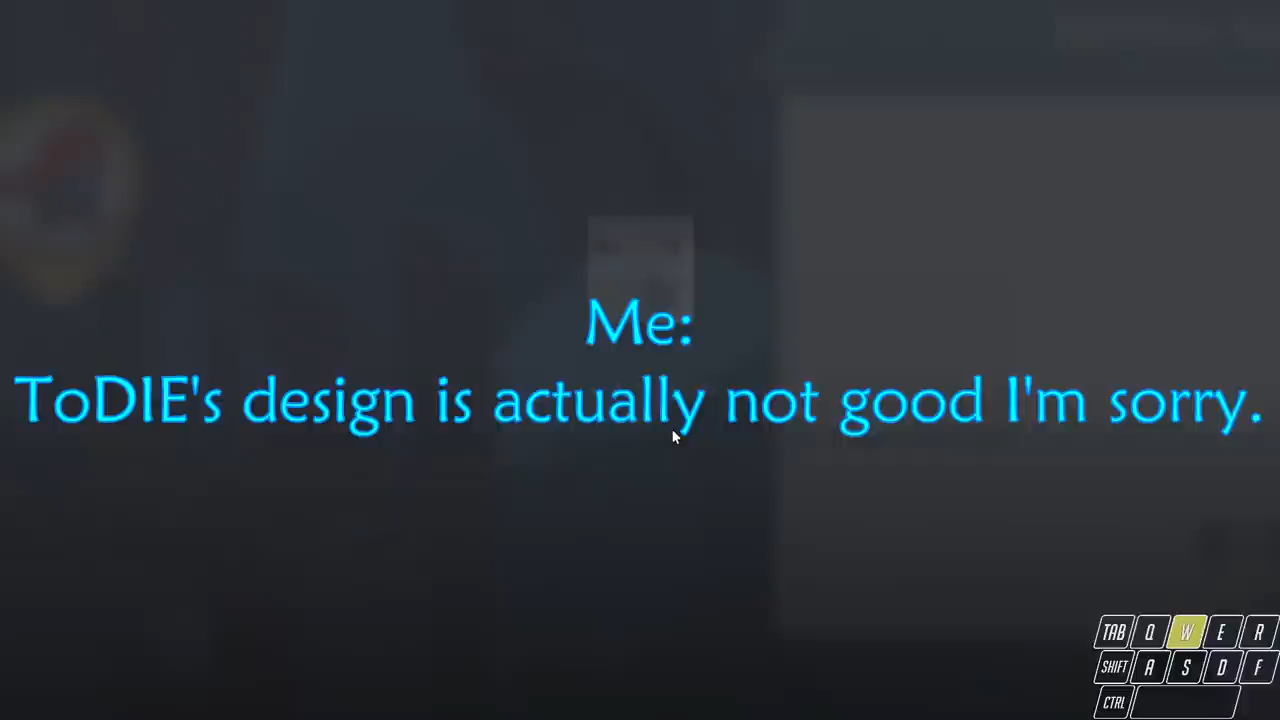 Me:
ToDIE's design is actually not good I'm sorry.
TAB Q W E R
SHIFT A S D F
CTRL